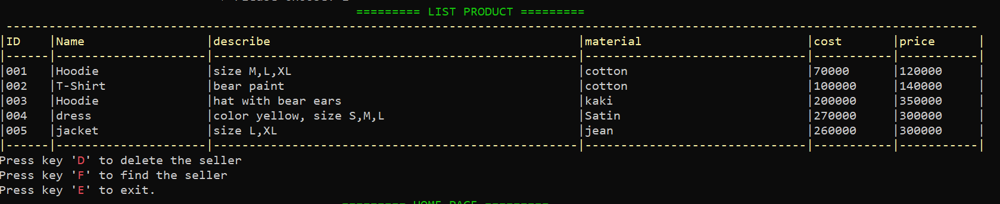 ========= LIST PRODUCT =========
|ID |Name |describe |material |cost |price |
|001 |Hoodie |size M,L,XL |cotton |70000 |120000 |
|002 |T-Shirt |bear paint |cotton |100000 |140000 |
|003 |Hoodie |hat with bear ears |kaki |200000 |350000 |
|004 |dress |color yellow, size S,M,L |Satin |270000 |300000 |
|005 |jacket |size L,XL |jean |260000 |300000 |
Press key 'D' to delete the seller
Press key 'F' to find the seller
Press key 'E' to exit.
========= HOME PAGE =========